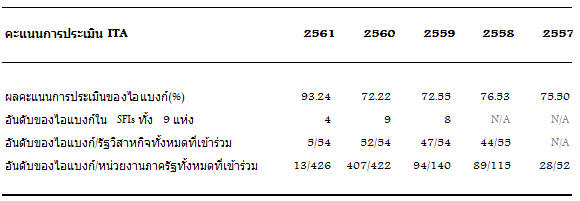 คะแนนการประเมิน ITA 2561 2560 2559 2558 2557
ผลคะแนนการประเมินของไอแบงก์(%) 93.24 72.22 72.55 76.53 75.50
อันดับของไอแบงก์ใน SFIs ทั้ง 9 แห่ง 4 9 8 N/A N/A
อันดับของไอแบงก์/รัฐวิสาหกิจทั้งหมดที่เข้าร่วม 5/54 52/54 47/54 44/55 N/A
อันดับของไอแบงก์/หน่วยงานภาครัฐทั้งหมดที่เข้าร่วม 13/426 407/422 94/140 89/115 28/52